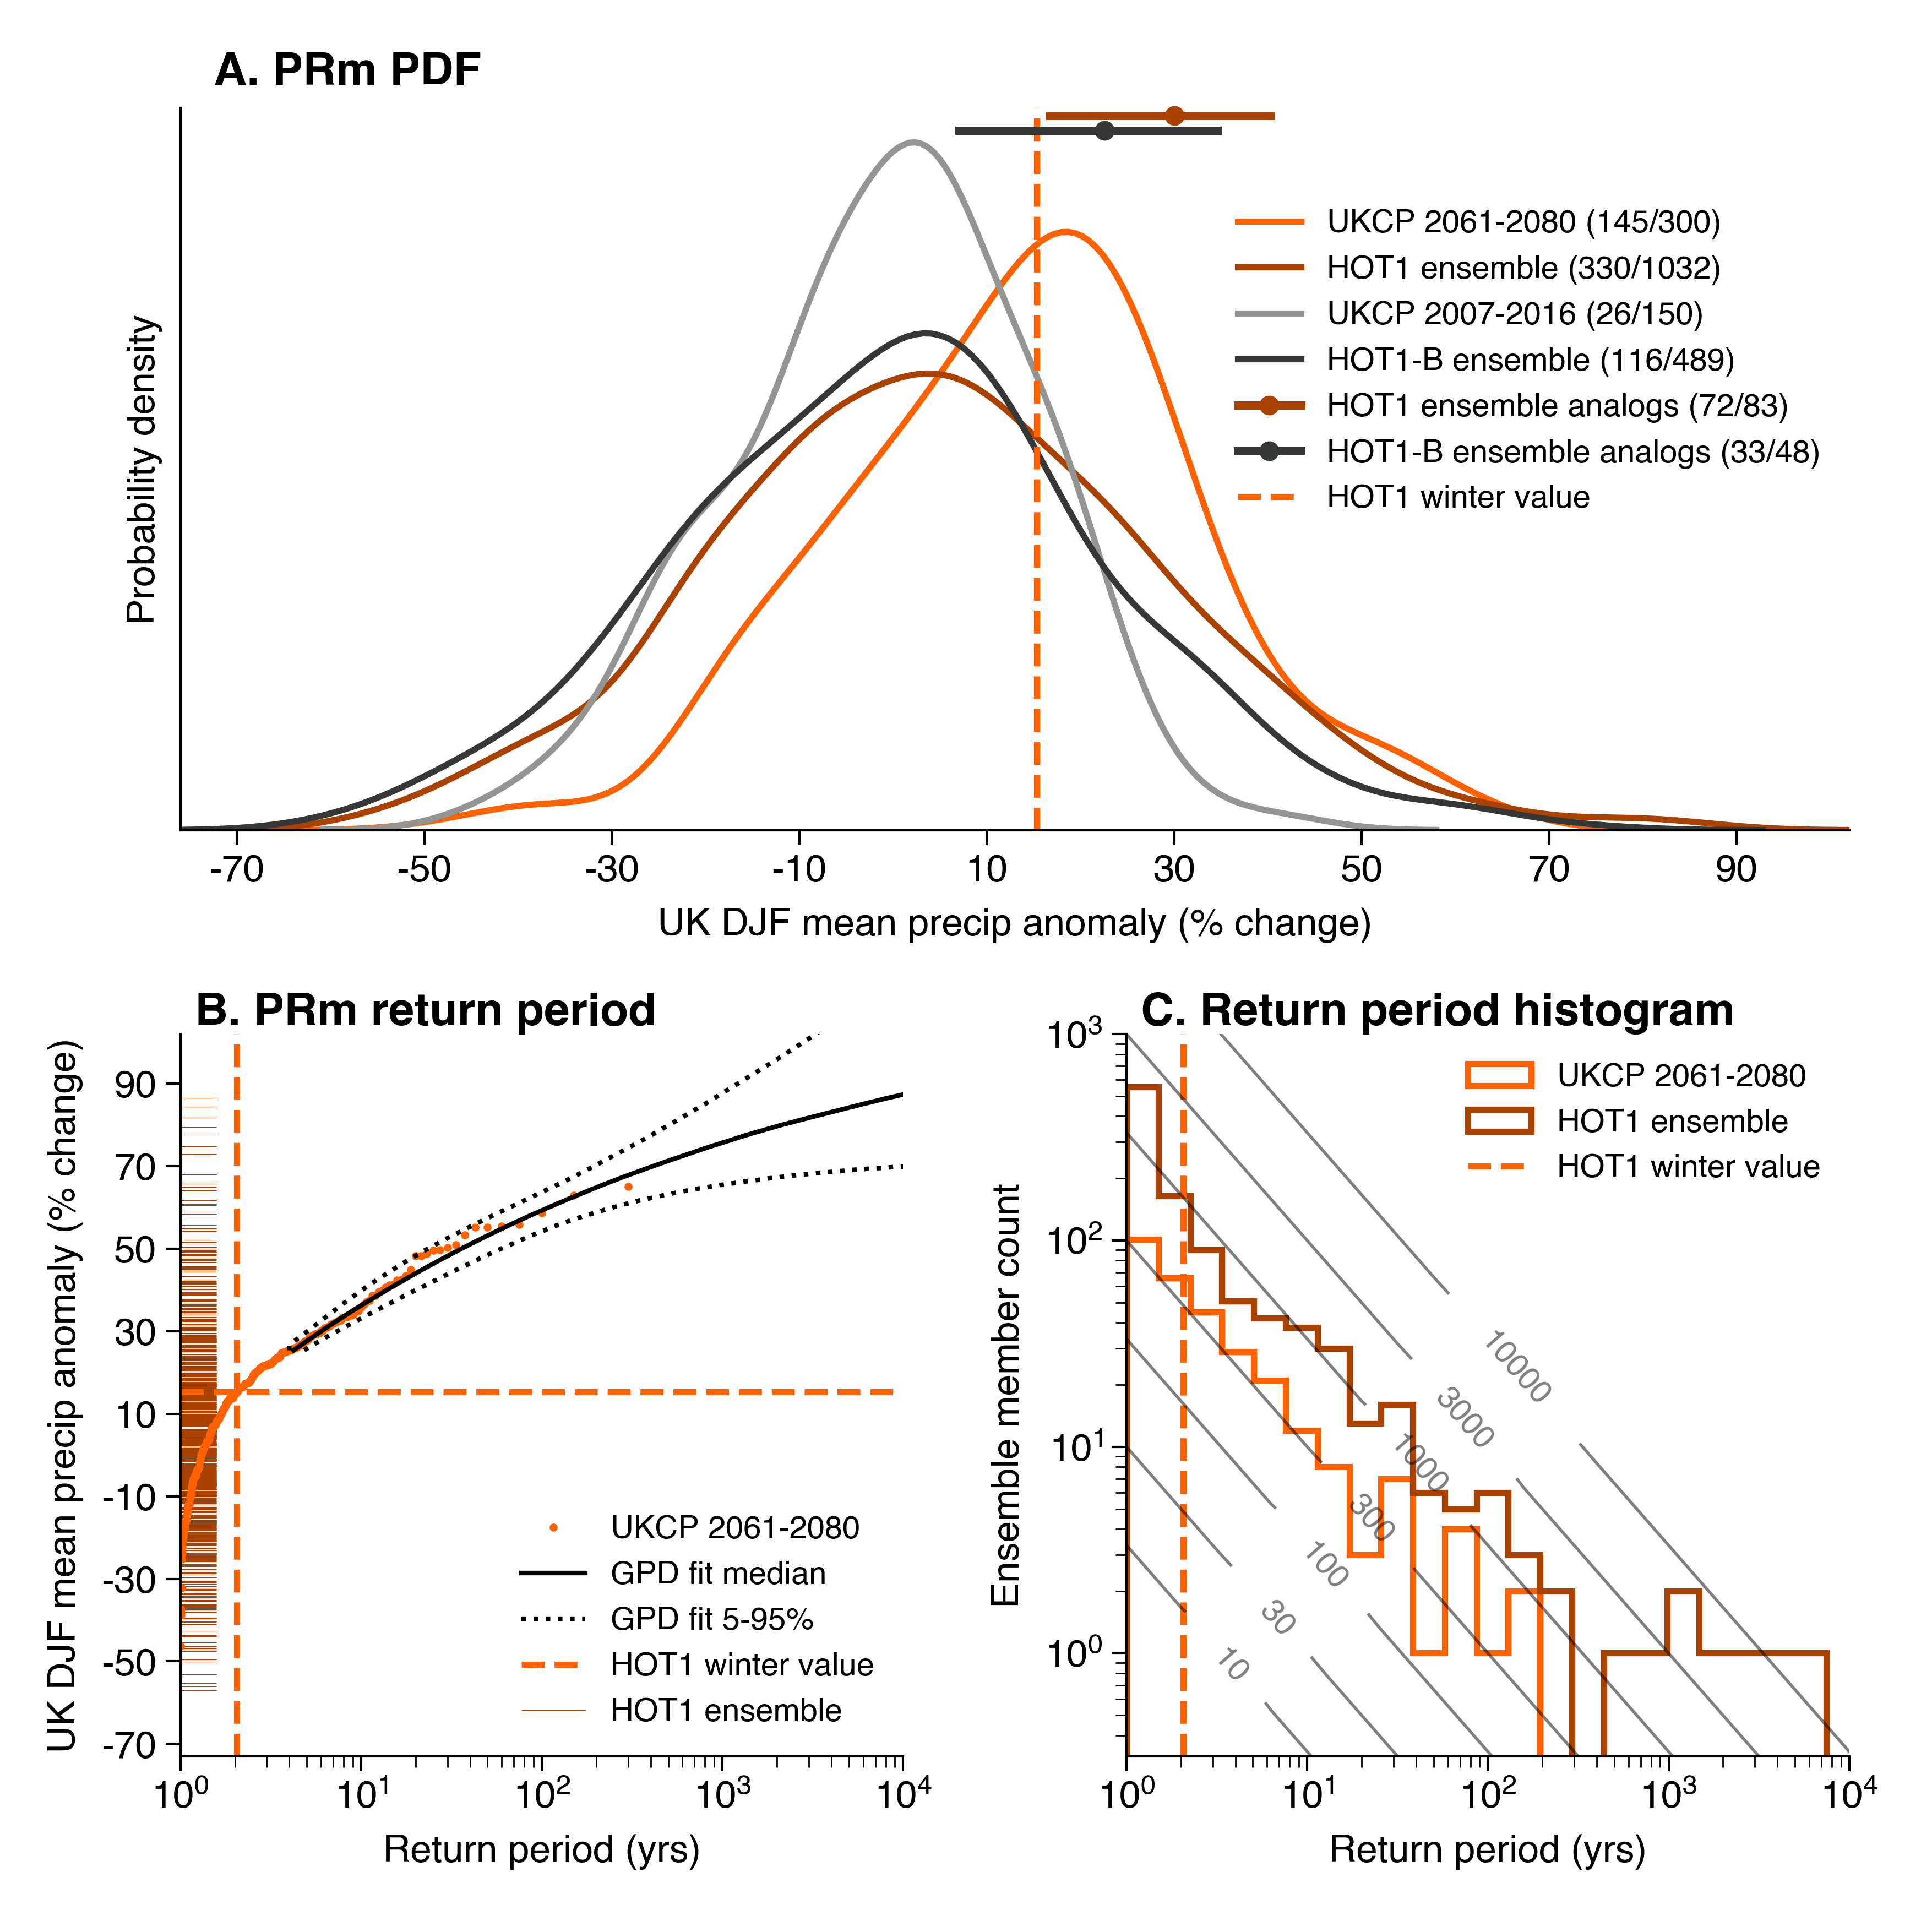 A. PRm PDF
Probability density
UKCP 2061-2080 (145/300)
HOT1 ensemble (330/1032)
UKCP 2007-2016 (26/150)
HOT1-B ensemble (116/489)
HOT1 ensemble analogs (72/83)
HOT1-B ensemble analogs (33/48)
HOT1 winter value
-70 -50 -30 -10 10 30 50 70 90
UK DJF mean precip anomaly (% change)
B. PRm return period
UK DJF mean precip anomaly (% change)
90
70
50
30
10
-10
-30
-50
-70
UKCP 2061-2080
GPD fit median
GPD fit 5-95%
HOT1 winter value
HOT1 ensemble
10⁰ 10¹ 10² 10³ 10⁴
Return period (yrs)
C. Return period histogram
Ensemble member count
10³
10²
10¹
10⁰
UKCP 2061-2080
HOT1 ensemble
HOT1 winter value
10000
3000
1000
300
100
30
10
10⁰ 10¹ 10² 10³ 10⁴
Return period (yrs)